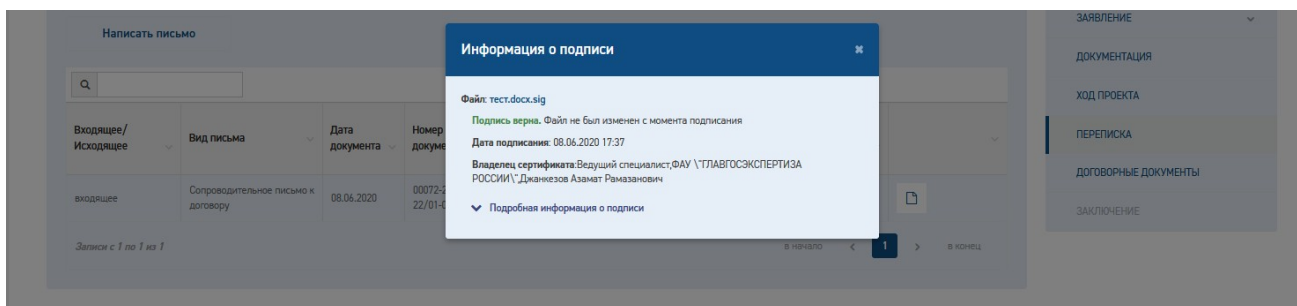 Написать письмо
Входящее/
Исходящее
Вид письма
Дата
документа
Номер
входящее
Сопроводительное письмо к
договору
08.06.2020
Записи с 1 по 1 из 1
Информация о подписи
Файл: тест.docx.sig
Подпись верна. Файл не был изменен с момента подписания
Дата подписания: 08.06.2020 17:37
Владелец сертификата:Ведущий специалист,ФАУ \"ГЛАВГОСЭКСПЕРТИЗА
РОССИИ\",Джанкезов Азамат Рамазанович
Подробная информация о подписи
в начало < 1 > в конец
ЗАЯВЛЕНИЕ
ДОКУМЕНТАЦИЯ
ХОД ПРОЕКТА
ПЕРЕПИСКА
ДОГОВОРНЫЕ ДОКУМЕНТЫ
ЗАКЛЮЧЕНИЕ